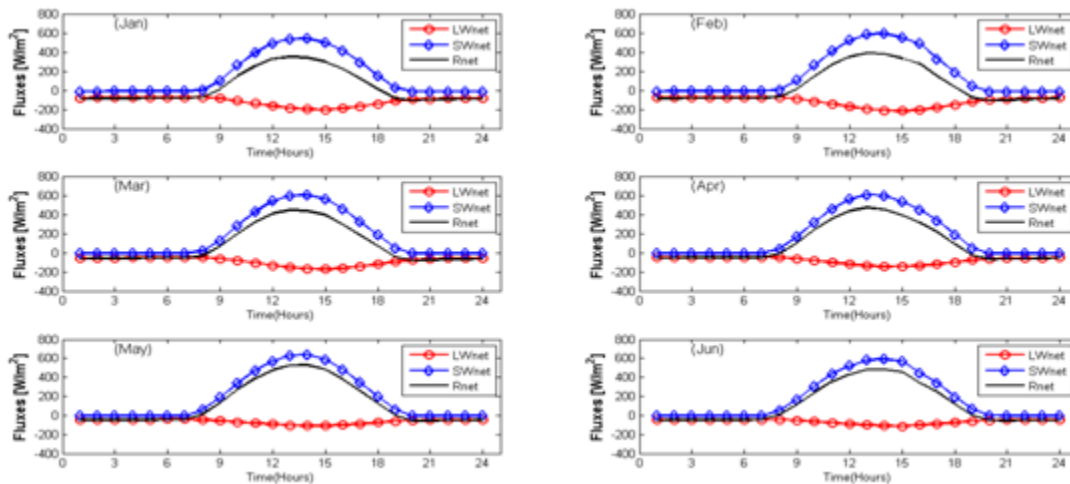 (Jan)
LWnet
SWnet
Rnet
Fluxes [W/m²]
800
600
400
200
0
-200
-400
0 3 6 9 12 15 18 21 24
Time(Hours)
(Feb)
LWnet
SWnet
Rnet
Fluxes [W/m²]
800
600
400
200
0
-200
-400
0 3 6 9 12 15 18 21 24
Time(Hours)
(Mar)
LWnet
SWnet
Rnet
Fluxes [W/m²]
800
600
400
200
0
-200
-400
0 3 6 9 12 15 18 21 24
Time(Hours)
(Apr)
LWnet
SWnet
Rnet
Fluxes [W/m²]
800
600
400
200
0
-200
-400
0 3 6 9 12 15 18 21 24
Time(Hours)
(May)
LWnet
SWnet
Rnet
Fluxes [W/m²]
800
600
400
200
0
-200
-400
0 3 6 9 12 15 18 21 24
Time(Hours)
(Jun)
LWnet
SWnet
Rnet
Fluxes [W/m²]
800
600
400
200
0
-200
-400
0 3 6 9 12 15 18 21 24
Time(Hours)